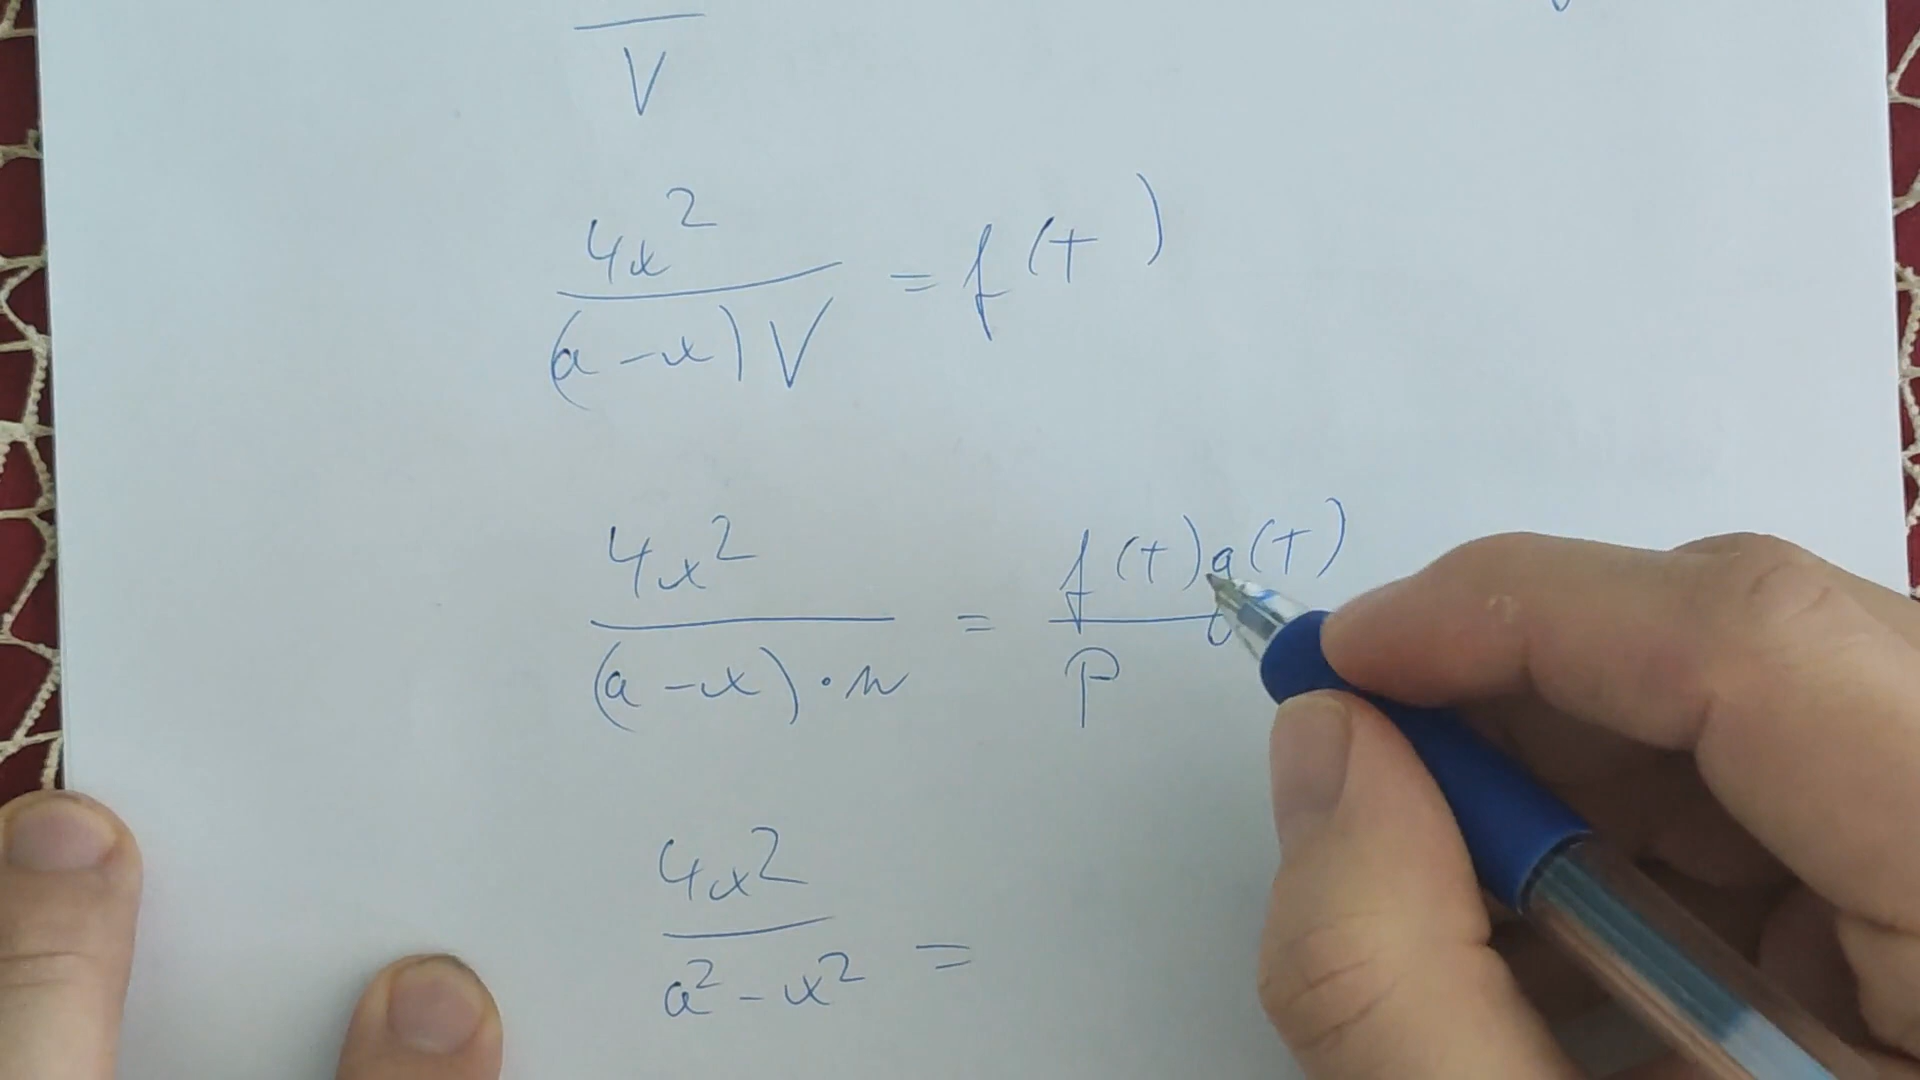 V
4x²
———— = f(T)
(a-x)V
4x²
———— = f(T)g(T)
(a-x)·n P
4x²
———— =
a²-x²